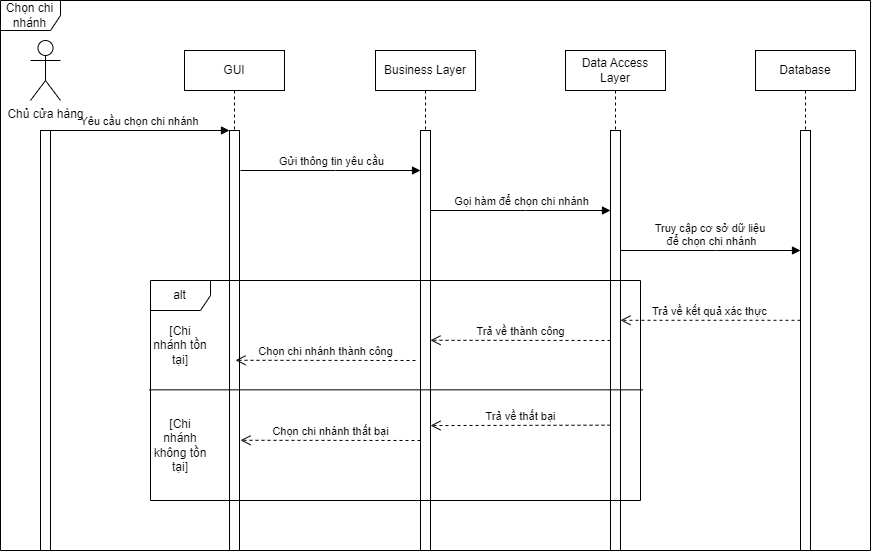 Chọn chi
nhánh
Chủ cửa hàng
GUI
Business Layer
Data Access
Layer
Database
Yêu cầu chọn chi nhánh
Gửi thông tin yêu cầu
Gọi hàm để chọn chi nhánh
Truy cập cơ sở dữ liệu
để chọn chi nhánh
alt
Trả về kết quả xác thực
[Chi
nhánh tồn
tại]
Trả về thành công
Chọn chi nhánh thành công
[Chi
nhánh
không tồn
tại]
Trả về thất bại
Chọn chi nhánh thất bại